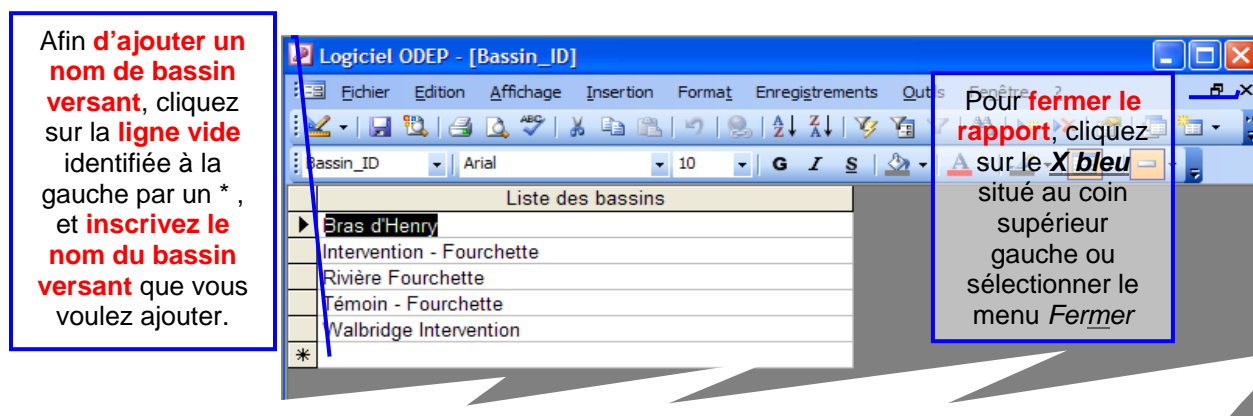 Afin d'ajouter un
nom de bassin
versant, cliquez
sur la ligne vide
identifiée à la
gauche par un * ,
et inscrivez le
nom du bassin
versant que vous
voulez ajouter.
Logiciel ODEP - [Bassin_ID]
Fichier Edition Affichage Insertion Format Enregistrements Outils Fenêtre ?
Bassin_ID Arial 10 G I S
Liste des bassins
Bras d'Henry
Intervention - Fourchette
Rivière Fourchette
Témoin - Fourchette
Walbridge Intervention
*
Pour fermer le
rapport, cliquez
sur le X bleu
situé au coin
supérieur
gauche ou
sélectionner le
menu Fermer